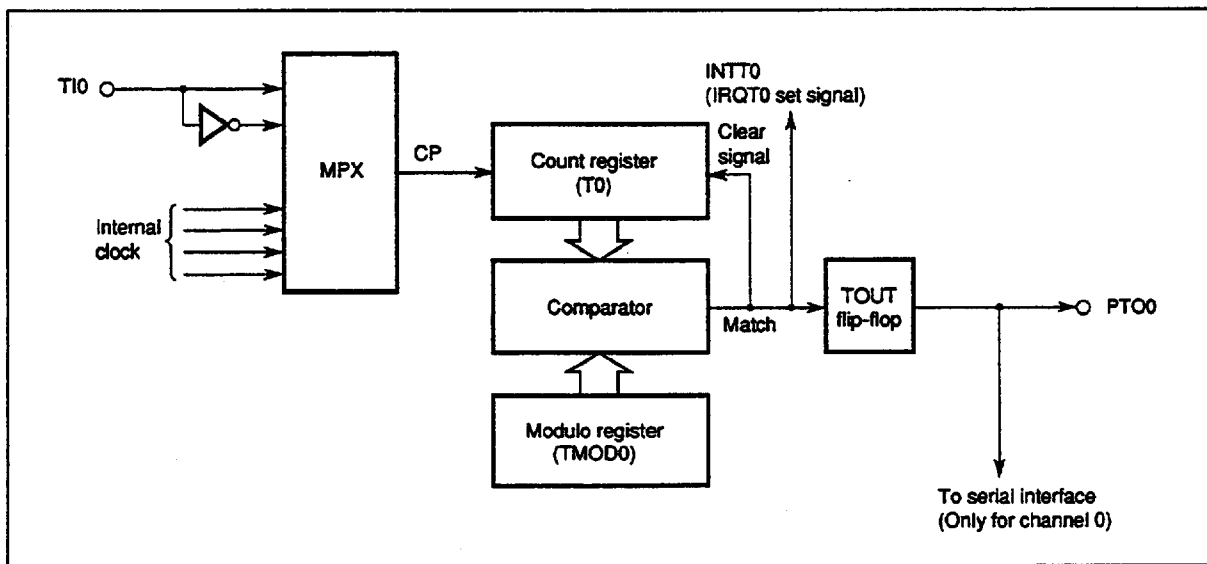 TI0
MPX
CP
Internal
clock
Count register
(T0)
Clear
signal
INTT0
(IRQT0 set signal)
Comparator
Match
TOUT
flip-flop
PTO0
Modulo register
(TMOD0)
To serial interface
(Only for channel 0)